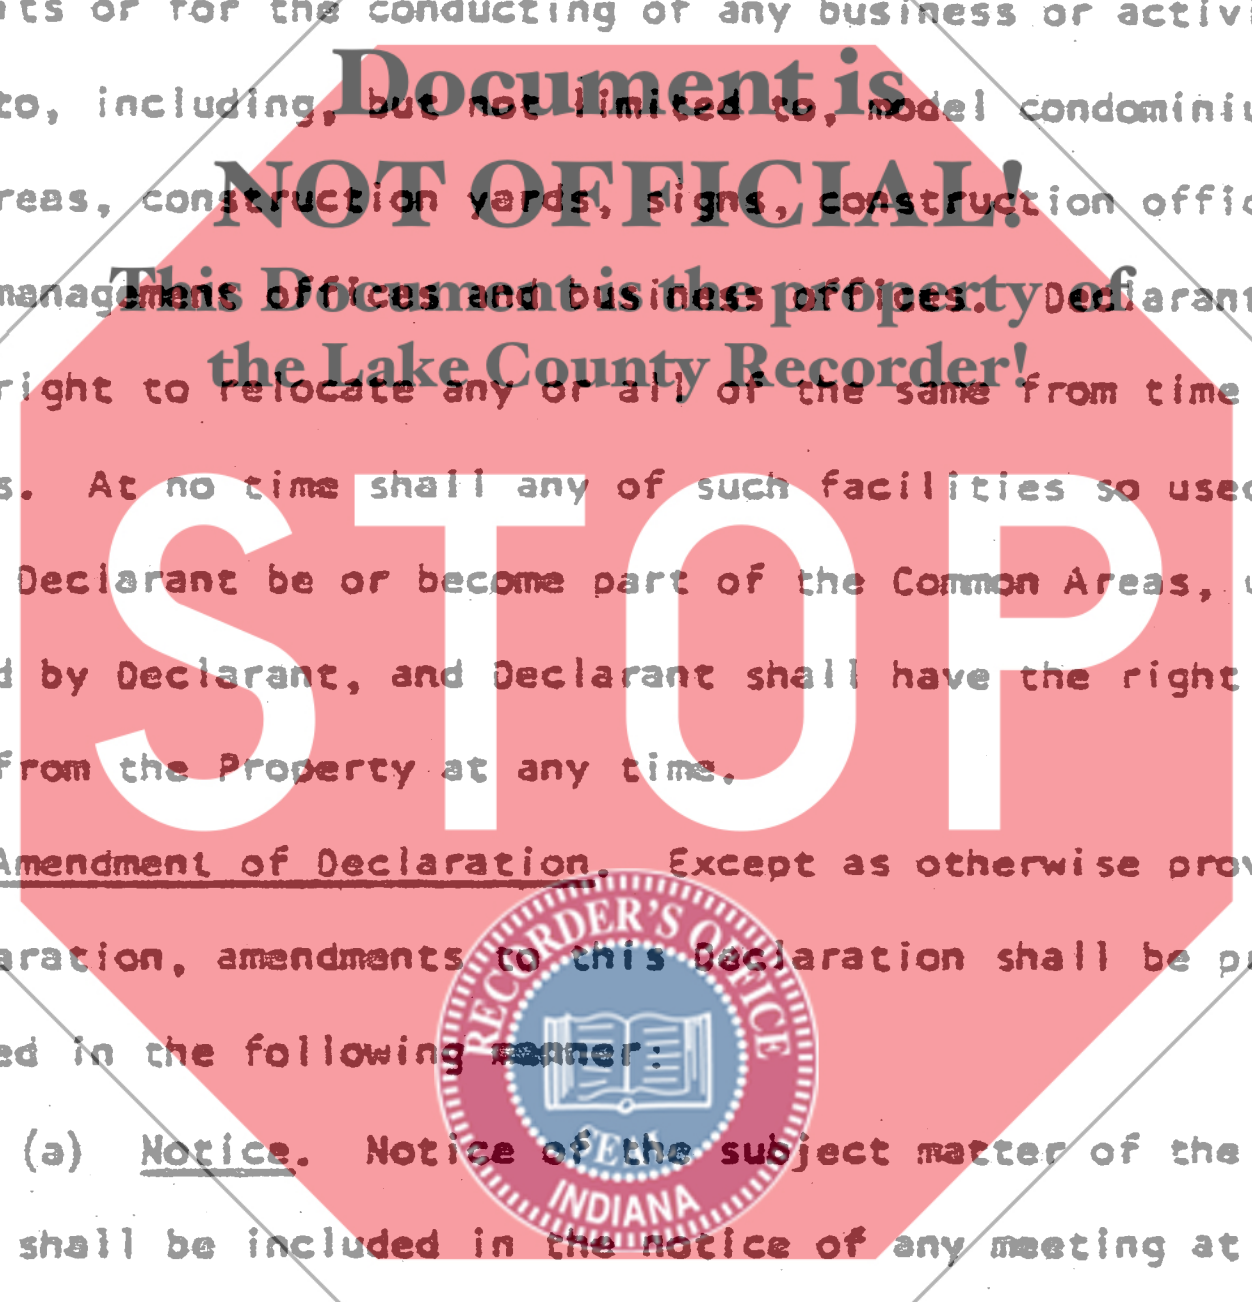 ts or for the conducting of any business or activi
Document is
to, including, but not limited to, model condominiu
NOT OFFICIAL!
reas, construction yards, signs, construction offic
This Document is the property of
management offices and business offices. Declarant
the Lake County Recorder!
right to relocate any or all of the same from time
s. At no time shall any of such facilities so used
STOP
Declarant be or become part of the Common Areas, u
d by Declarant, and Declarant shall have the right
from the Property at any time.
Amendment of Declaration. Except as otherwise prov
aration, amendments to this Declaration shall be pr
ed in the following manner:
RECORDER'S OFFICE
SEAL
INDIANA
(a) Notice. Notice of the subject matter of the
shall be included in the notice of any meeting at